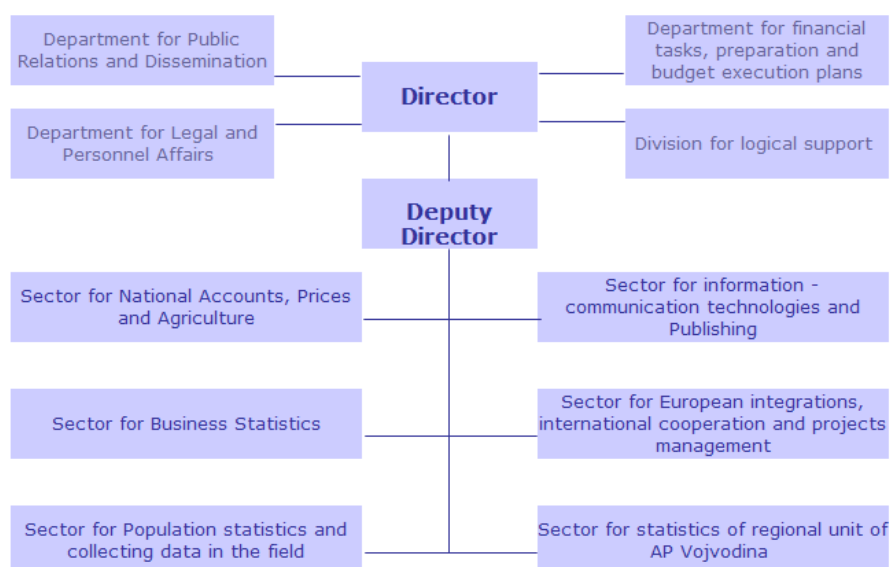 Department for Public
Relations and Dissemination
Department for financial
tasks, preparation and
budget execution plans
Director
Department for Legal and
Personnel Affairs
Division for logical support
Deputy
Director
Sector for National Accounts, Prices
and Agriculture
Sector for information -
communication technologies and
Publishing
Sector for Business Statistics
Sector for European integrations,
international cooperation and projects
management
Sector for Population statistics and
collecting data in the field
Sector for statistics of regional unit of
AP Vojvodina